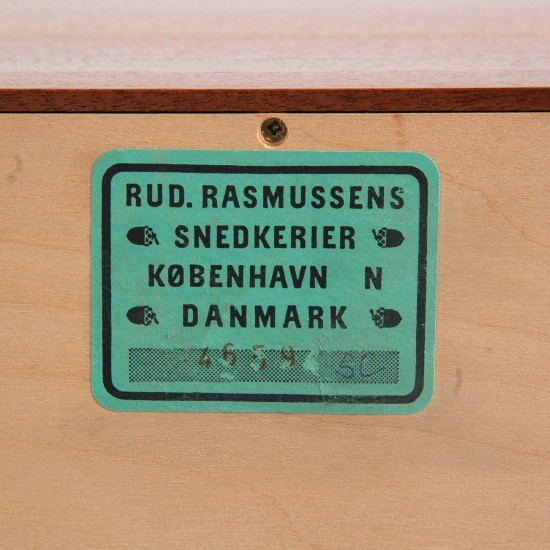 RUD. RASMUSSENS
SNEDKERIER
KØBENHAVN N
DANMARK
4659